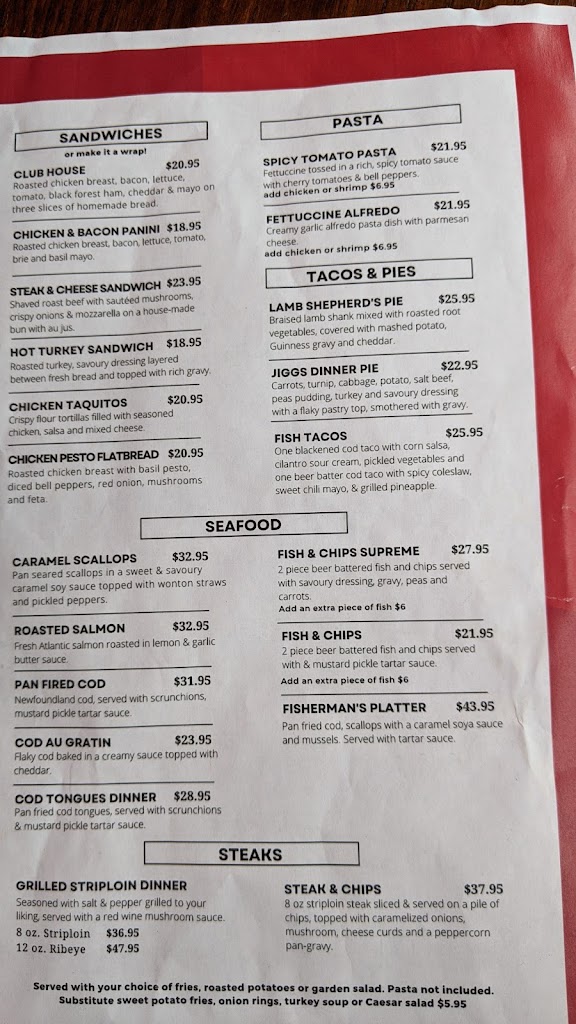 SANDWICHES
or make it a wrap!
CLUB HOUSE $20.95
Roasted chicken breast, bacon, lettuce,
tomato, black forest ham, cheddar & mayo on
three slices of homemade bread.
CHICKEN & BACON PANINI $18.95
Roasted chicken breast, bacon, lettuce, tomato,
brie and basil mayo.
STEAK & CHEESE SANDWICH $23.95
Shaved roast beef with sautéed mushrooms,
crispy onions & mozzarella on a house-made
bun with au jus.
HOT TURKEY SANDWICH $18.95
Roasted turkey, savoury dressing layered
between fresh bread and topped with rich gravy.
CHICKEN TAQUITOS $20.95
Crispy flour tortillas filled with seasoned
chicken, salsa and mixed cheese.
CHICKEN PESTO FLATBREAD $20.95
Roasted chicken breast with basil pesto,
diced bell peppers, red onion, mushrooms
and feta.
PASTA
SPICY TOMATO PASTA $21.95
Fettuccine tossed in a rich, spicy tomato sauce
with cherry tomatoes & bell peppers.
add chicken or shrimp $6.95
FETTUCCINE ALFREDO $21.95
Creamy garlic alfredo pasta dish with parmesan
cheese.
add chicken or shrimp $6.95
TACOS & PIES
LAMB SHEPHERD'S PIE $25.95
Braised lamb shank mixed with roasted root
vegetables, covered with mashed potato,
Guinness gravy and cheddar.
JIGGS DINNER PIE $22.95
Carrots, turnip, cabbage, potato, salt beef,
peas pudding, turkey and savoury dressing
with a flaky pastry top, smothered with gravy.
FISH TACOS $25.95
One blackened cod taco with corn salsa,
cilantro sour cream, pickled vegetables and
one beer batter cod taco with spicy coleslaw,
sweet chili mayo, & grilled pineapple.
SEAFOOD
CARAMEL SCALLOPS $32.95
Pan seared scallops in a sweet & savoury
caramel soy sauce topped with wonton straws
and pickled peppers.
ROASTED SALMON $32.95
Fresh Atlantic salmon roasted in lemon & garlic
butter sauce.
PAN FIRED COD $31.95
Newfoundland cod, served with scrunchions,
mustard pickle tartar sauce.
COD AU GRATIN $23.95
Flaky cod baked in a creamy sauce topped with
cheddar.
COD TONGUES DINNER $28.95
Pan fried cod tongues, served with scrunchions
& mustard pickle tartar sauce.
FISH & CHIPS SUPREME $27.95
2 piece beer battered fish and chips served
with savoury dressing, gravy, peas and
carrots.
Add an extra piece of fish $6
FISH & CHIPS $21.95
2 piece beer battered fish and chips served
with & mustard pickle tartar sauce.
Add an extra piece of fish $6
FISHERMAN'S PLATTER $43.95
Pan fried cod, scallops with a caramel soya sauce
and mussels. Served with tartar sauce.
STEAKS
GRILLED STRIPLOIN DINNER
Seasoned with salt & pepper grilled to your
liking, served with a red wine mushroom sauce.
8 oz. Striploin $36.95
12 oz. Ribeye $47.95
STEAK & CHIPS $37.95
8 oz striploin steak sliced & served on a pile of
chips, topped with caramelized onions,
mushroom, cheese curds and a peppercorn
pan-gravy.
Served with your choice of fries, roasted potatoes or garden salad. Pasta not included.
Substitute sweet potato fries, onion rings, turkey soup or Caesar salad $5.95